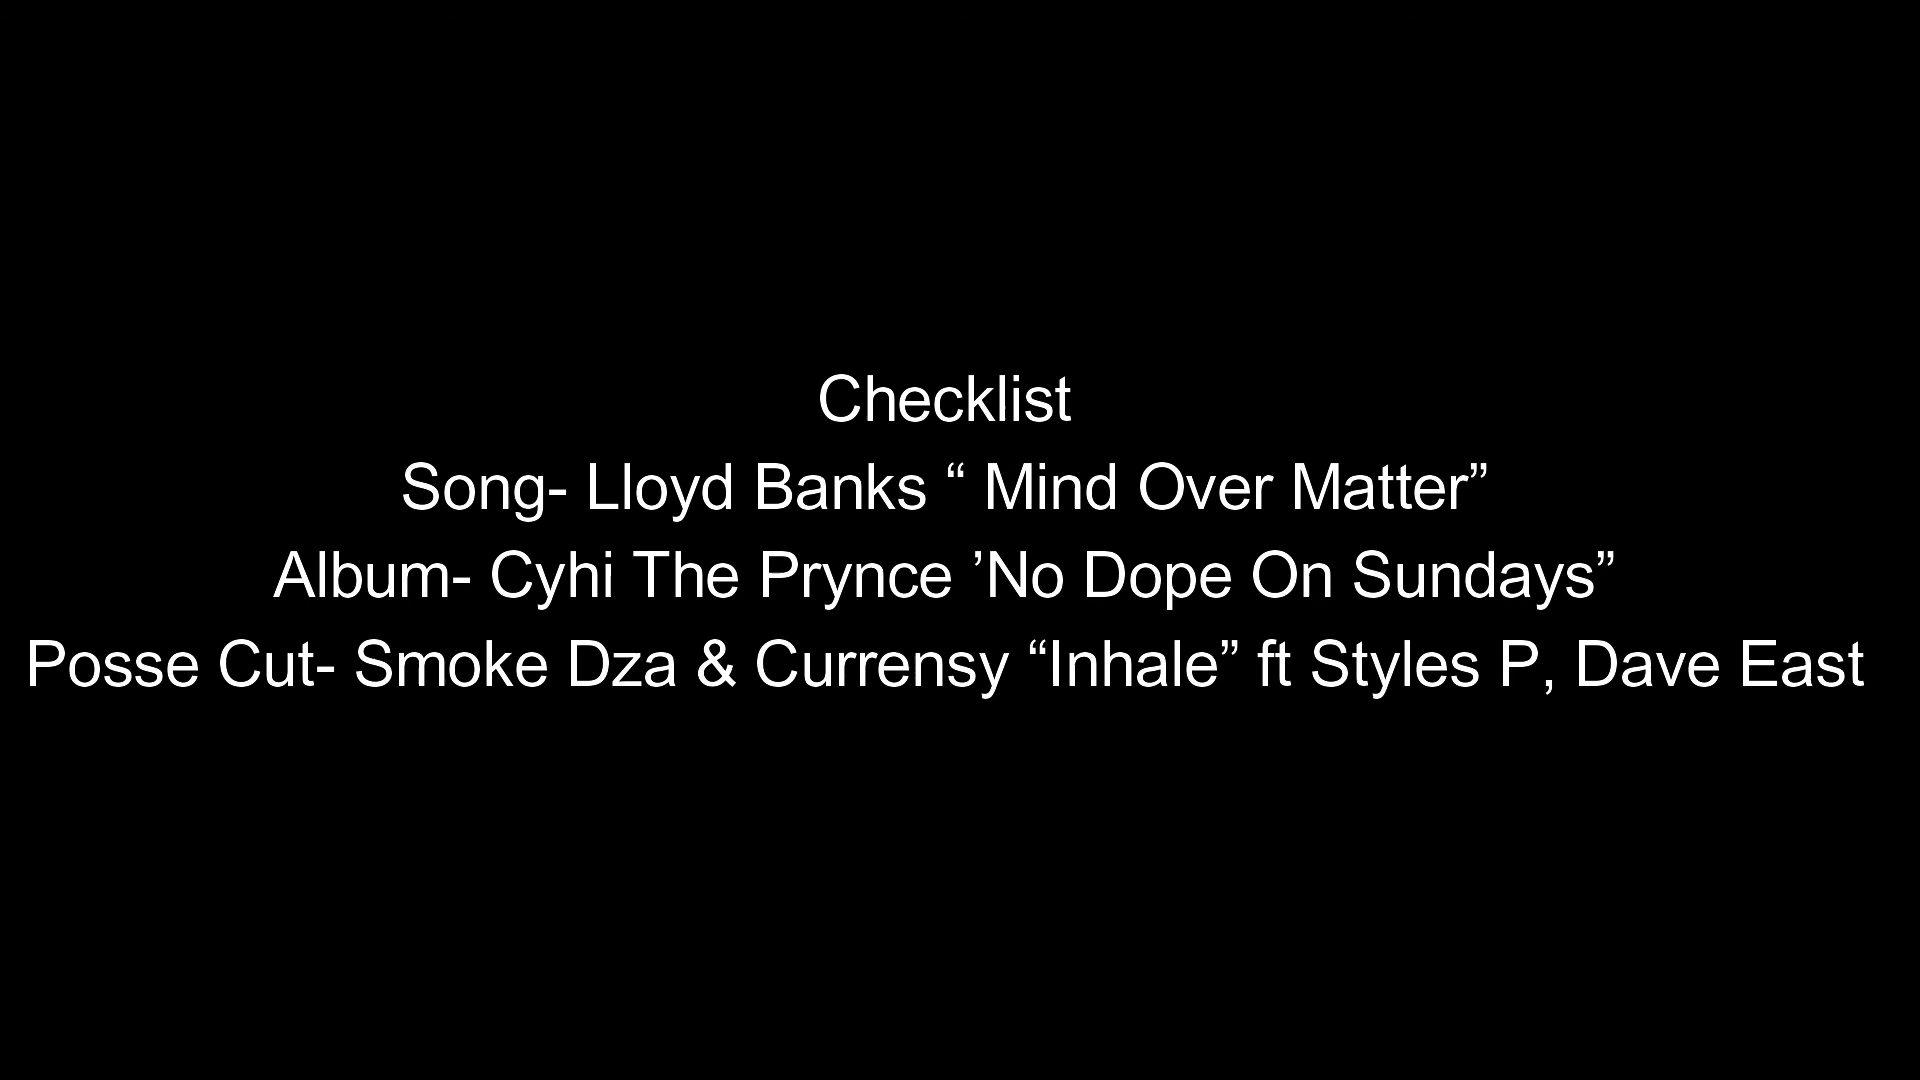 Checklist
Song- Lloyd Banks “ Mind Over Matter”
Album- Cyhi The Prynce ’No Dope On Sundays”
Posse Cut- Smoke Dza & Currensy “Inhale” ft Styles P, Dave East